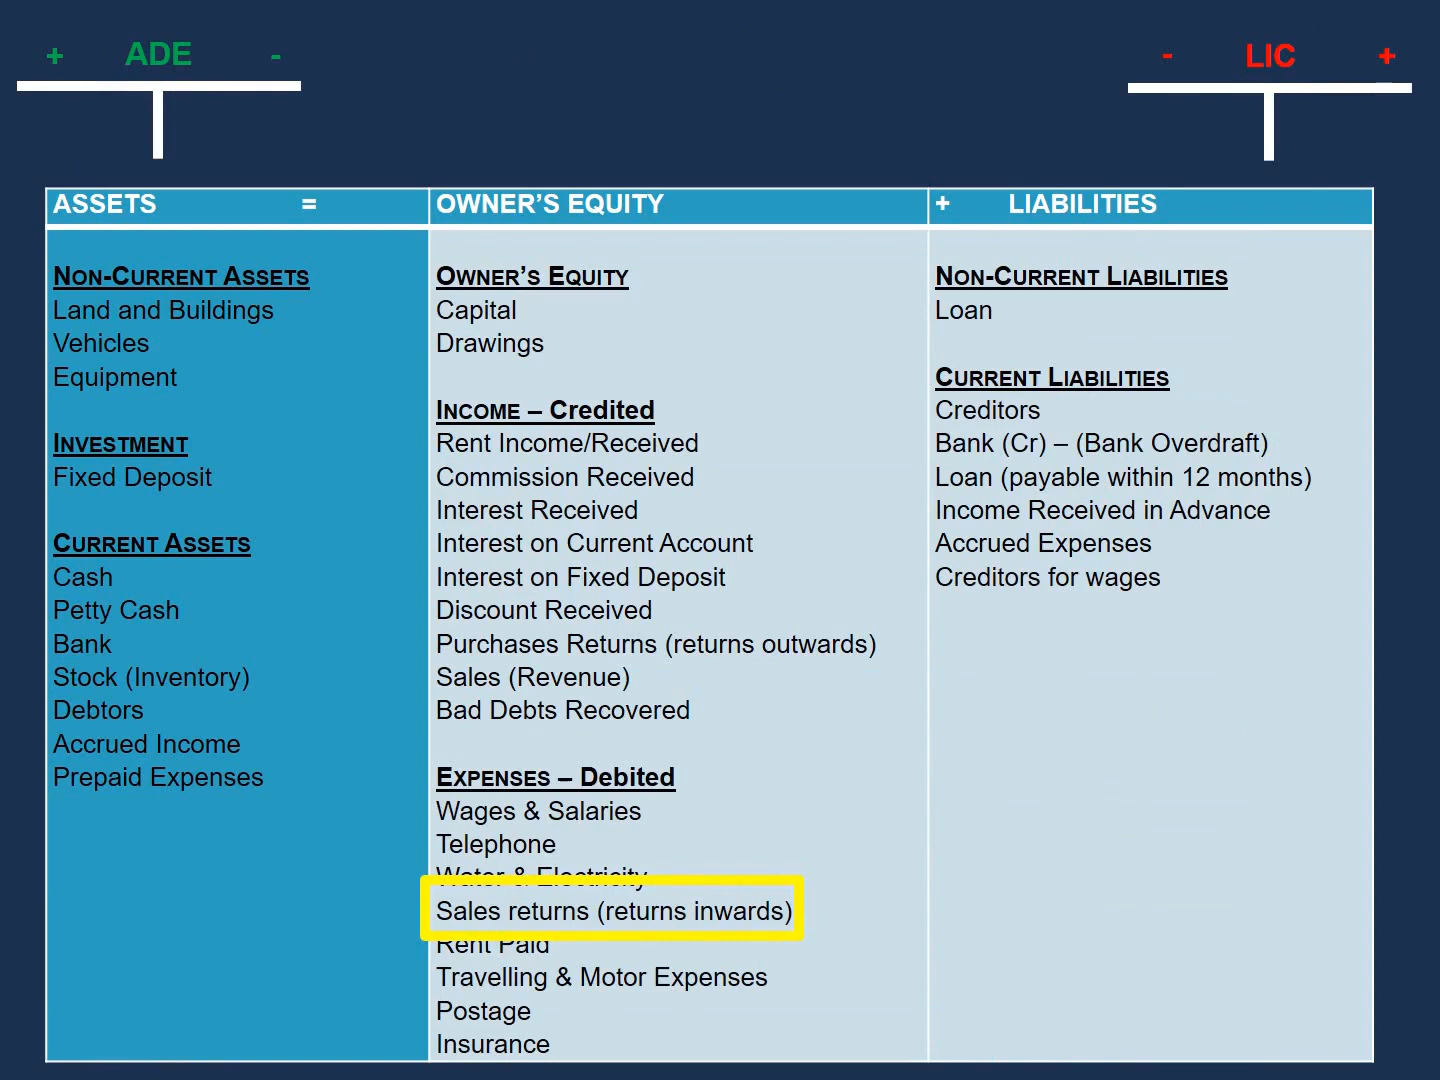 + ADE -
- LIC +
ASSETS =
OWNER'S EQUITY
+ LIABILITIES
NON-CURRENT ASSETS
Land and Buildings
Vehicles
Equipment
INVESTMENT
Fixed Deposit
CURRENT ASSETS
Cash
Petty Cash
Bank
Stock (Inventory)
Debtors
Accrued Income
Prepaid Expenses
OWNER'S EQUITY
Capital
Drawings
INCOME – Credited
Rent Income/Received
Commission Received
Interest Received
Interest on Current Account
Interest on Fixed Deposit
Discount Received
Purchases Returns (returns outwards)
Sales (Revenue)
Bad Debts Recovered
EXPENSES – Debited
Wages & Salaries
Telephone
Water & Electricity
Sales returns (returns inwards)
Rent Paid
Travelling & Motor Expenses
Postage
Insurance
NON-CURRENT LIABILITIES
Loan
CURRENT LIABILITIES
Creditors
Bank (Cr) – (Bank Overdraft)
Loan (payable within 12 months)
Income Received in Advance
Accrued Expenses
Creditors for wages